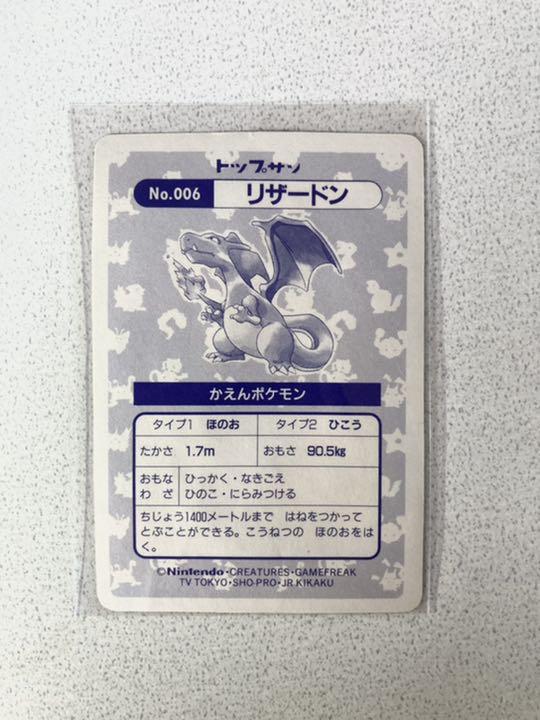 トップサン
No.006 リザードン
かえんポケモン
タイプ1 ほのお タイプ2 ひこう
たかさ 1.7m おもさ 90.5kg
おもな ひっかく・なきごえ
わざ ひのこ・にらみつける
ちじょう1400メートルまで はねをつかって
とぶことができる。こうねつの ほのおをは
く。
©Nintendo・CREATURES・GAMEFREAK
TV TOKYO・SHO-PRO・JR KIKAKU